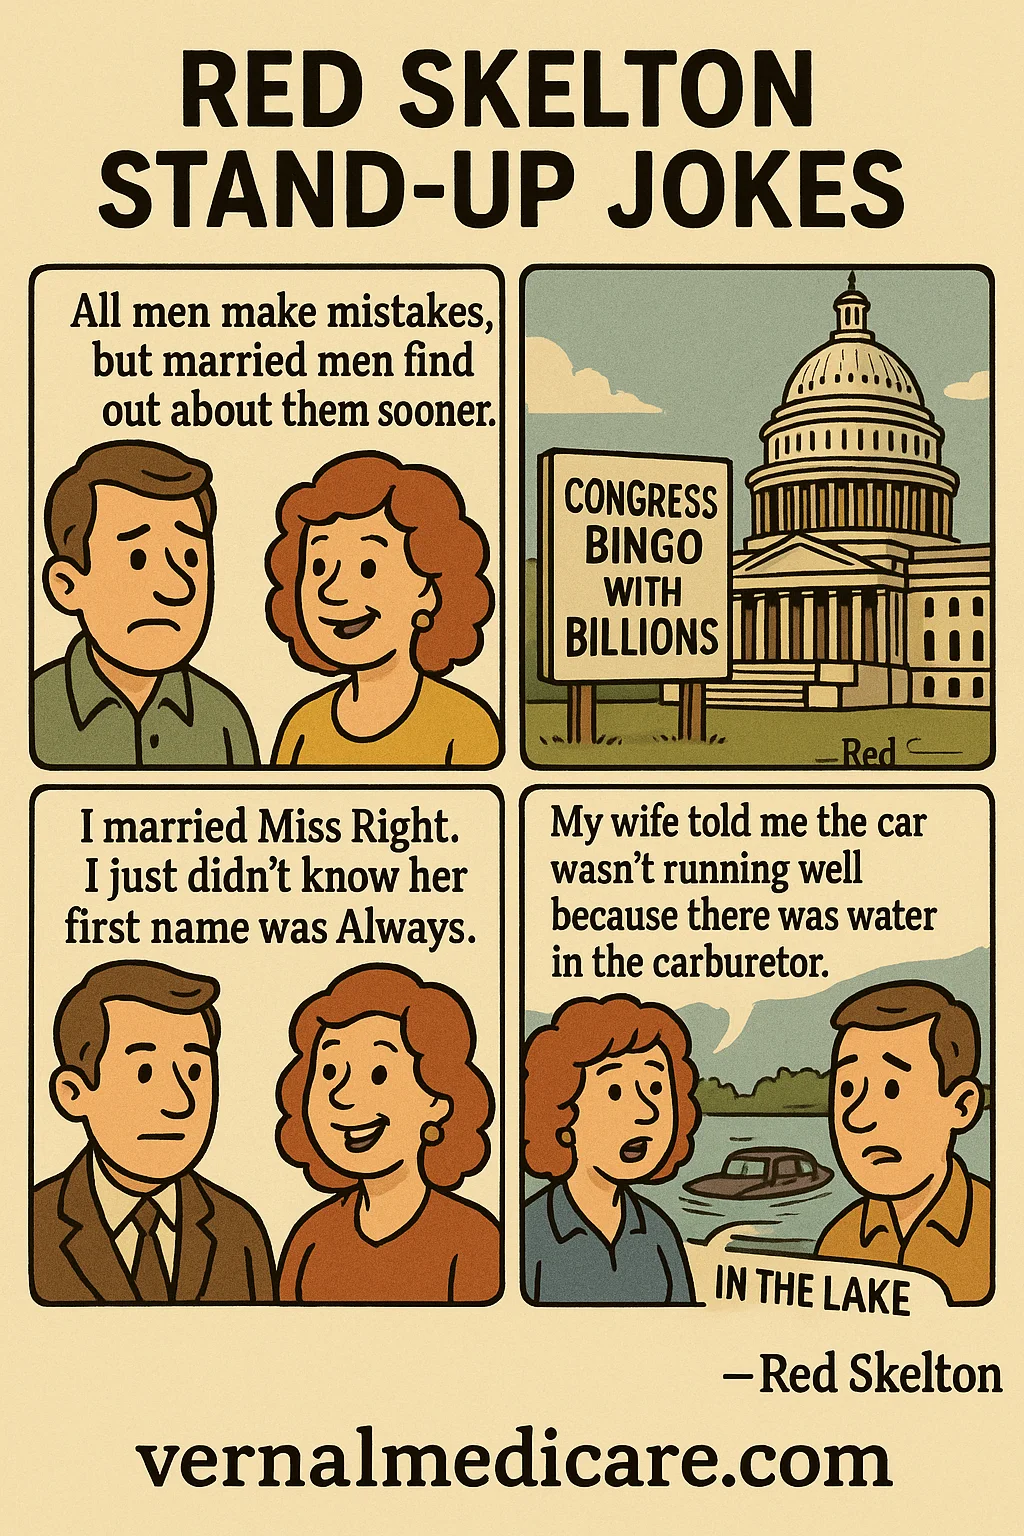 RED SKELTON
STAND-UP JOKES
All men make mistakes,
but married men find
out about them sooner.
CONGRESS
BINGO
WITH
BILLIONS
—Red
I married Miss Right.
I just didn’t know her
first name was Always.
My wife told me the car
wasn’t running well
because there was water
in the carburetor.
IN THE LAKE
—Red Skelton
vernalmedicare.com